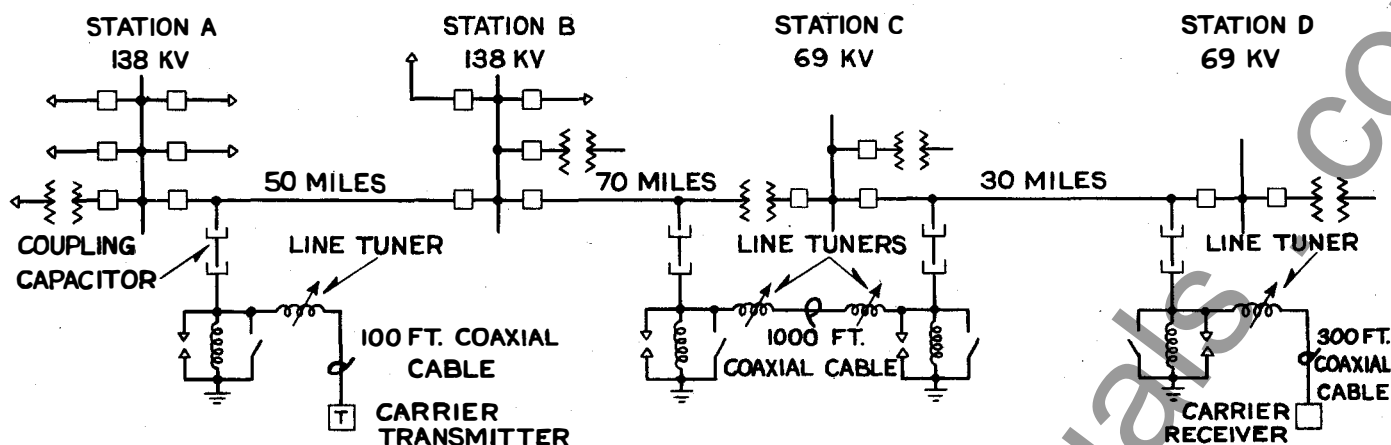 STATION A
138 KV
STATION B
138 KV
STATION C
69 KV
STATION D
69 KV
50 MILES
70 MILES
30 MILES
COUPLING
CAPACITOR
LINE TUNER
LINE TUNERS
LINE TUNER
100 FT. COAXIAL
CABLE
1000 FT.
COAXIAL CABLE
300 FT.
COAXIAL
CABLE
T
CARRIER
TRANSMITTER
CARRIER
RECEIVER